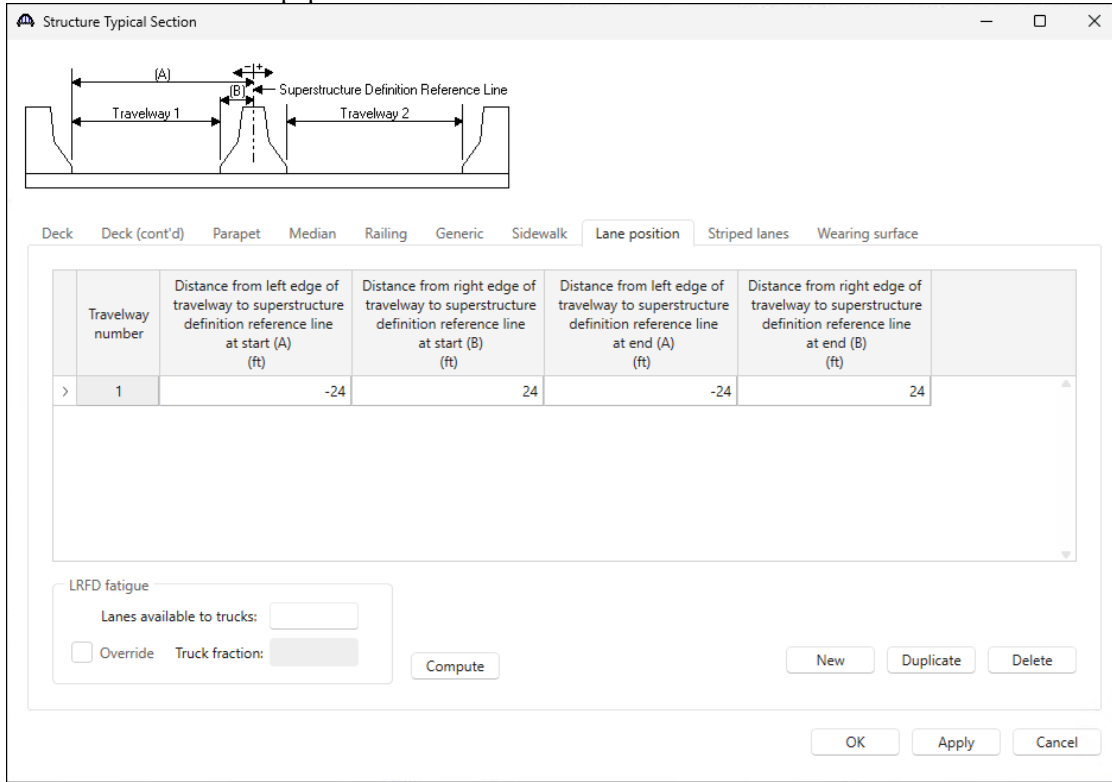 Structure Typical Section
(A)
- +
(B)
Superstructure Definition Reference Line
Travelway 1
Travelway 2
Deck Deck (cont'd) Parapet Median Railing Generic Sidewalk Lane position Striped lanes Wearing surface
Travelway
number
Distance from left edge of
travelway to superstructure
definition reference line
at start (A)
(ft)
Distance from right edge of
travelway to superstructure
definition reference line
at start (B)
(ft)
Distance from left edge of
travelway to superstructure
definition reference line
at end (A)
(ft)
Distance from right edge of
travelway to superstructure
definition reference line
at end (B)
(ft)
> 1 -24 24 -24 24
LRFD fatigue
Lanes available to trucks:
Override Truck fraction:
Compute
New Duplicate Delete
OK Apply Cancel